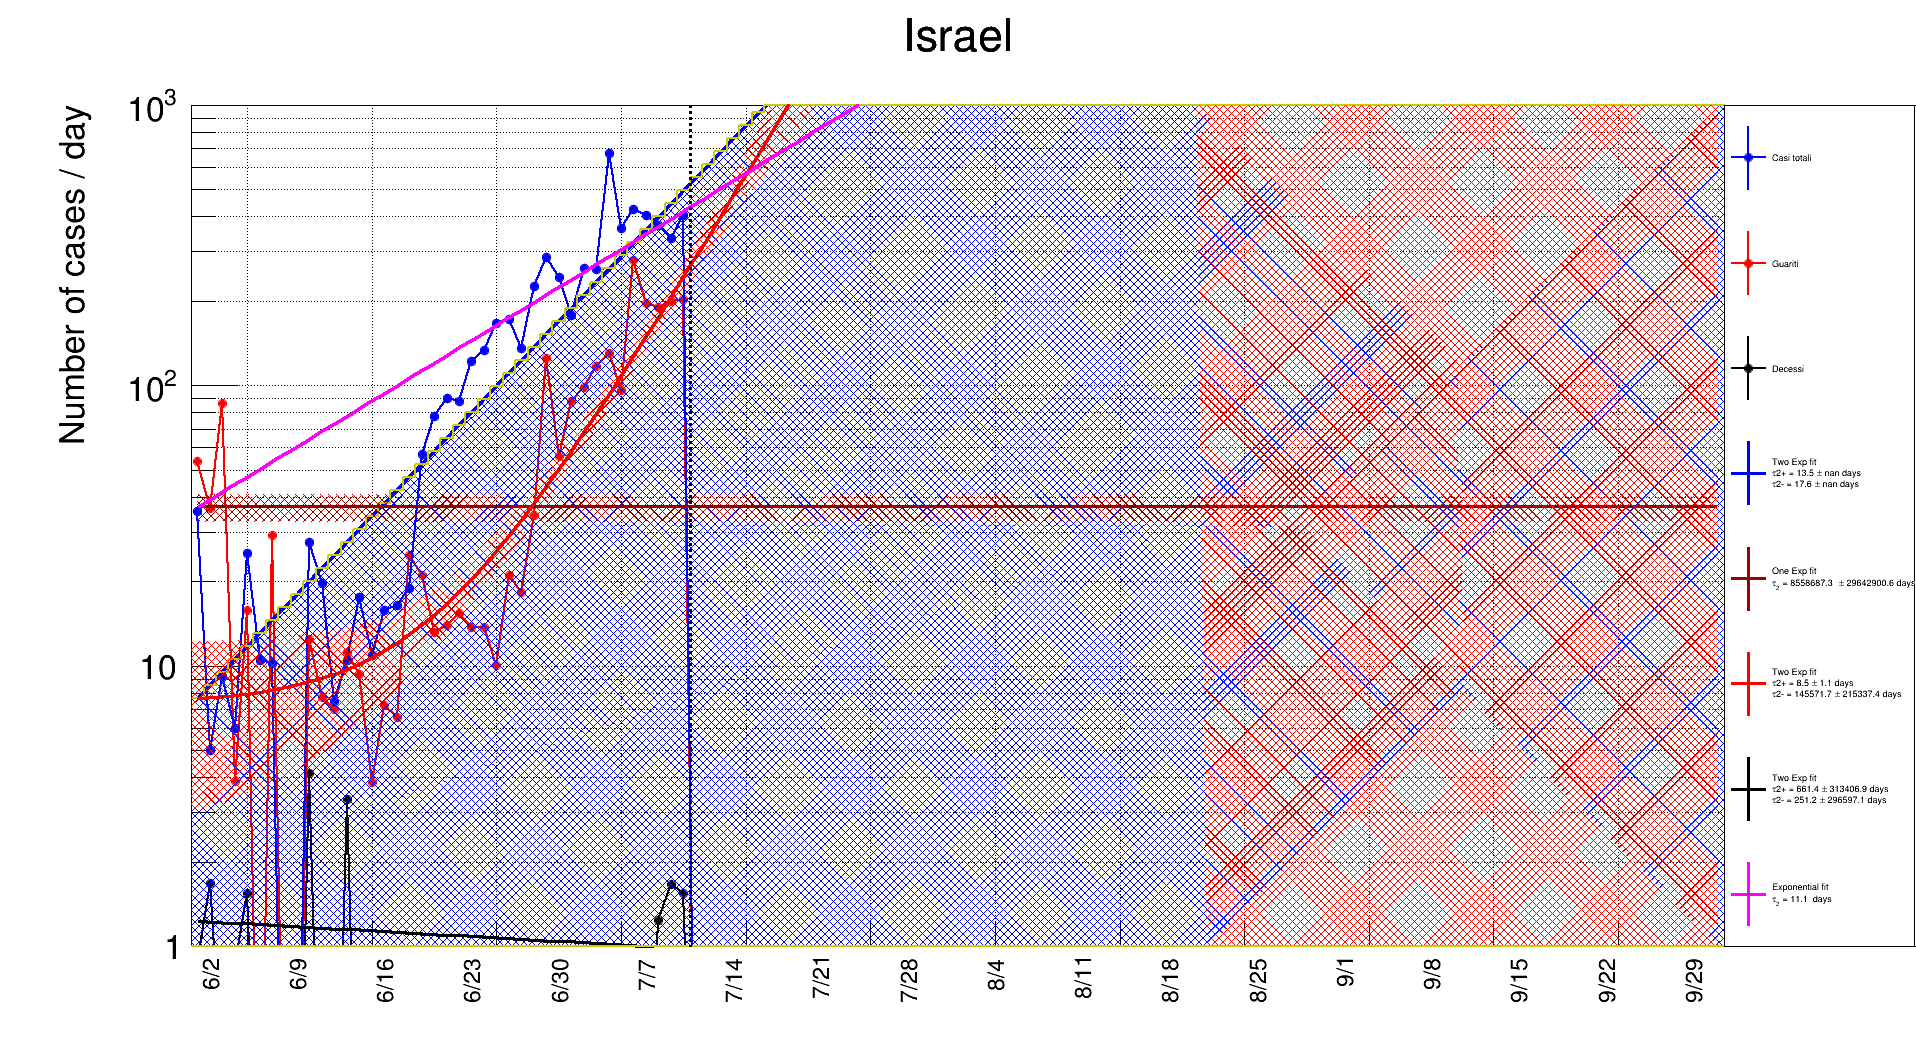 Israel
Number of cases / day
10³
10²
10
1
6/2
6/9
6/16
6/23
6/30
7/7
7/14
7/21
7/28
8/4
8/11
8/18
8/25
9/1
9/8
9/15
9/22
9/29
Casi totali
Guariti
Decessi
Two Exp fit
τ2+ = 13.5 ± nan days
τ2- = 17.6 ± nan days
One Exp fit
τ₂ = 8558687.3 ± 29642900.6 days
Two Exp fit
τ2+ = 8.5 ± 1.1 days
τ2- = 145571.7 ± 215337.4 days
Two Exp fit
τ2+ = 661.4 ± 313406.9 days
τ2- = 251.2 ± 296597.1 days
Exponential fit
τ₂ = 11.1 days